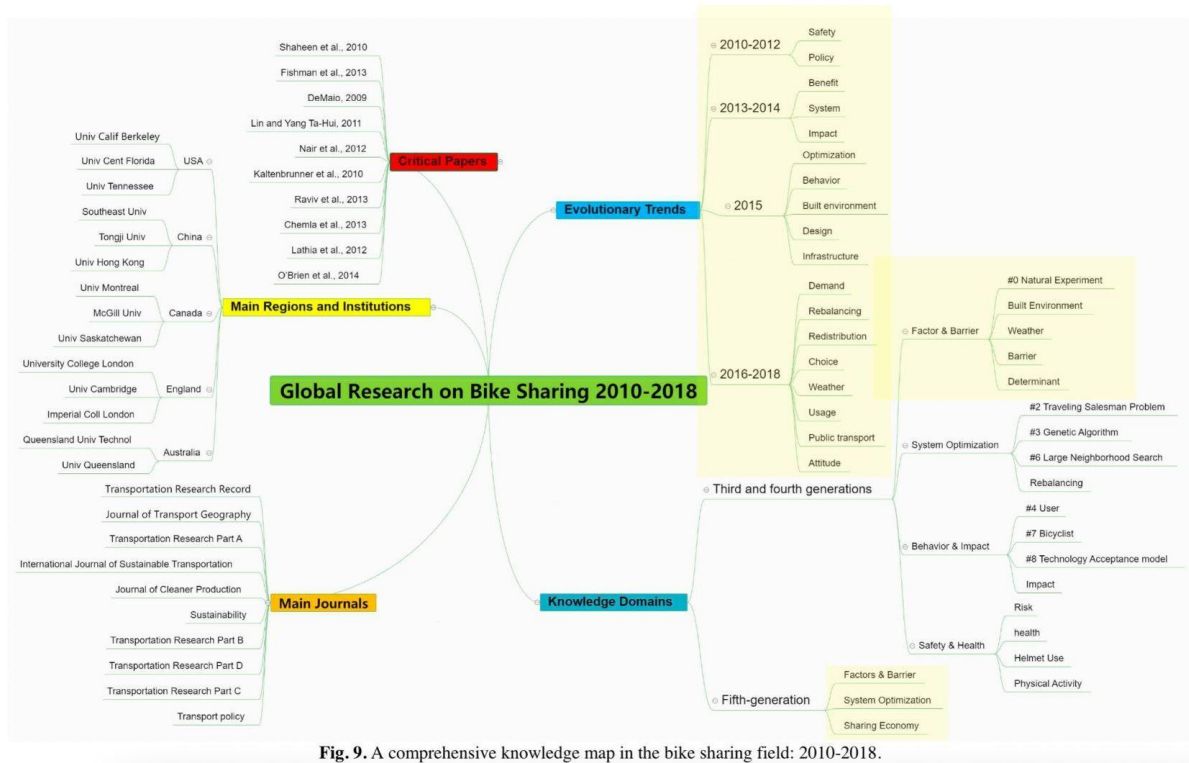 Global Research on Bike Sharing 2010-2018
Critical Papers
Shaheen et al., 2010
Fishman et al., 2013
DeMaio, 2009
Lin and Yang Ta-Hui, 2011
Nair et al., 2012
Kaltenbrunner et al., 2010
Raviv et al., 2013
Chemla et al., 2013
Lathia et al., 2012
O'Brien et al., 2014
Main Regions and Institutions
USA
Univ Calif Berkeley
Univ Cent Florida
Univ Tennessee
China
Southeast Univ
Tongji Univ
Univ Hong Kong
Canada
Univ Montreal
McGill Univ
Univ Saskatchewan
England
University College London
Univ Cambridge
Imperial Coll London
Australia
Queensland Univ Technol
Univ Queensland
Main Journals
Transportation Research Record
Journal of Transport Geography
Transportation Research Part A
International Journal of Sustainable Transportation
Journal of Cleaner Production
Sustainability
Transportation Research Part B
Transportation Research Part D
Transportation Research Part C
Transport policy
Evolutionary Trends
2010-2012
Safety
Policy
2013-2014
Benefit
System
Impact
2015
Optimization
Behavior
Built environment
Design
Infrastructure
2016-2018
Demand
Rebalancing
Redistribution
Choice
Weather
Usage
Public transport
Attitude
Knowledge Domains
Third and fourth generations
Factor & Barrier
#0 Natural Experiment
Built Environment
Weather
Barrier
Determinant
System Optimization
#2 Traveling Salesman Problem
#3 Genetic Algorithm
#6 Large Neighborhood Search
Rebalancing
Behavior & Impact
#4 User
#7 Bicyclist
#8 Technology Acceptance model
Impact
Safety & Health
Risk
health
Helmet Use
Physical Activity
Fifth-generation
Factors & Barrier
System Optimization
Sharing Economy
Fig. 9. A comprehensive knowledge map in the bike sharing field: 2010-2018.